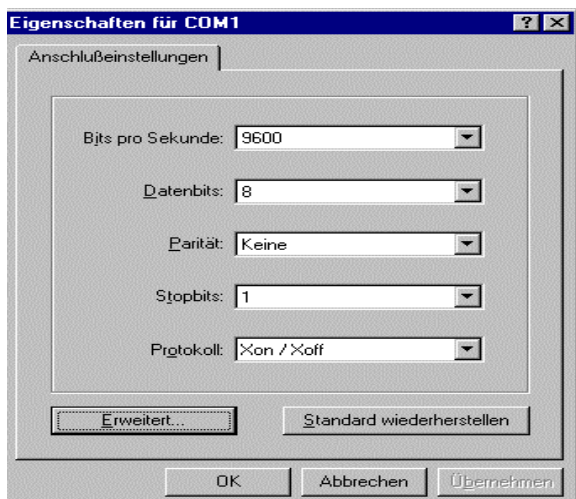 Eigenschaften für COM1
Anschlußeinstellungen
Bits pro Sekunde: 9600
Datenbits: 8
Parität: Keine
Stopbits: 1
Protokoll: Xon / Xoff
Erweitert... Standard wiederherstellen
OK Abbrechen Übernehmen